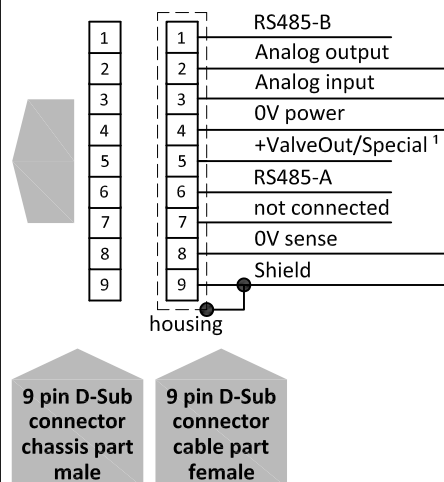 1 1 RS485-B
2 2 Analog output
3 3 Analog input
4 4 0V power
5 5 +ValveOut/Special ¹
6 6 RS485-A
7 7 not connected
8 8 0V sense
9 9 Shield
housing
9 pin D-Sub
connector
chassis part
male
9 pin D-Sub
connector
cable part
female